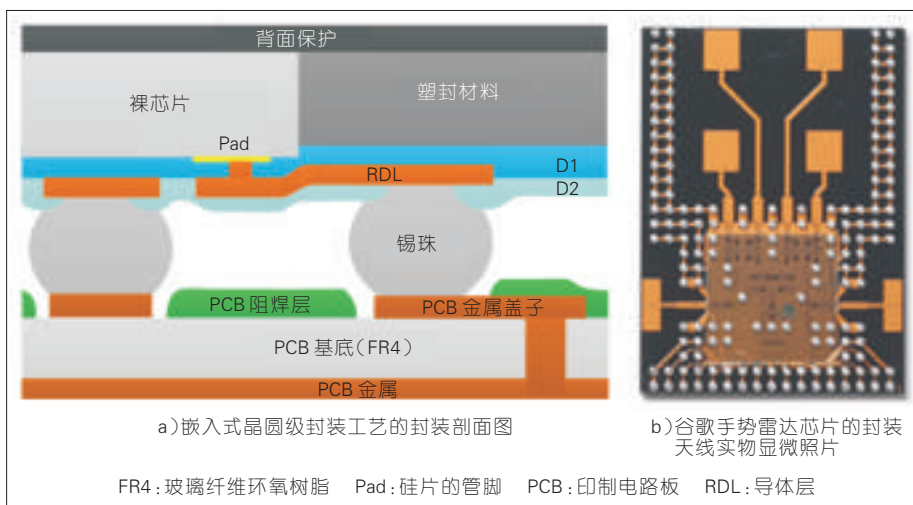 背面保护
裸芯片
塑封材料
Pad
RDL
D1
D2
锡珠
PCB 阻焊层
PCB 金属盖子
PCB 基底（FR4）
PCB 金属
a）嵌入式晶圆级封装工艺的封装剖面图
b）谷歌手势雷达芯片的封装
天线实物显微照片
FR4：玻璃纤维环氧树脂 Pad：硅片的管脚 PCB：印制电路板 RDL：导体层